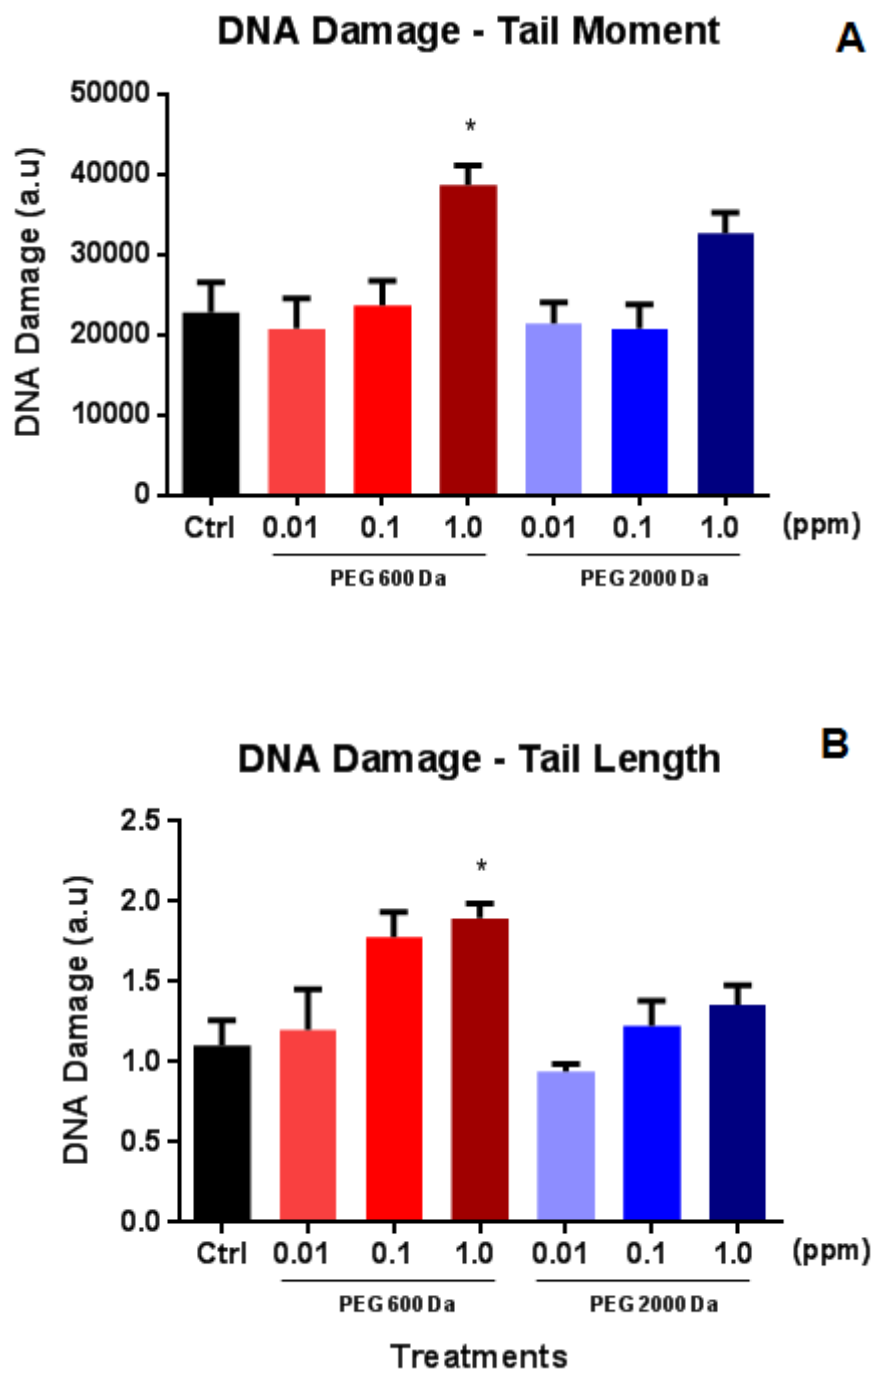 DNA Damage - Tail Moment
A
DNA Damage (a.u)
50000
40000
30000
20000
10000
0
*
Ctrl 0.01 0.1 1.0 0.01 0.1 1.0 (ppm)
PEG 600 Da PEG 2000 Da
DNA Damage - Tail Length
B
DNA Damage (a.u)
2.5
2.0
1.5
1.0
0.5
0.0
*
Ctrl 0.01 0.1 1.0 0.01 0.1 1.0 (ppm)
PEG 600 Da PEG 2000 Da
Treatments